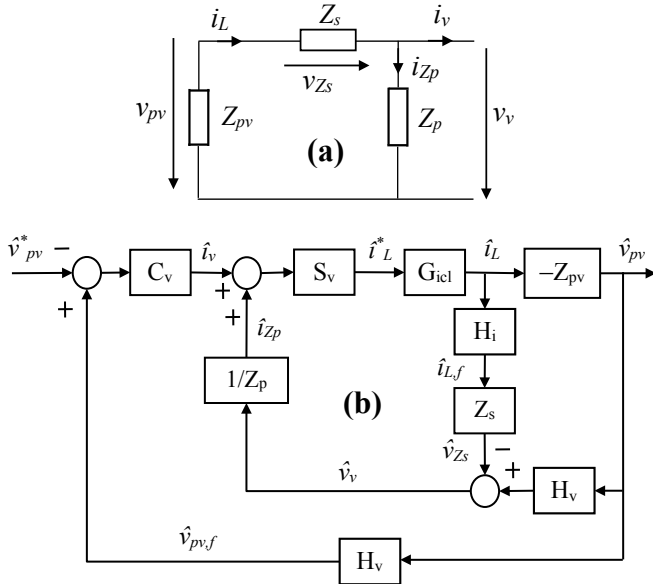 i_L Z_s i_v
v_Zs i_Zp
v_pv Z_pv Z_p v_v
(a)
v̂*_pv − î_v î*_L î_L v̂_pv
C_v S_v G_icl −Z_pv
+ + +
î_Zp H_i
1/Z_p (b) î_L,f
Z_s
v̂_Zs − +
v̂_v H_v
v̂_pv,f H_v